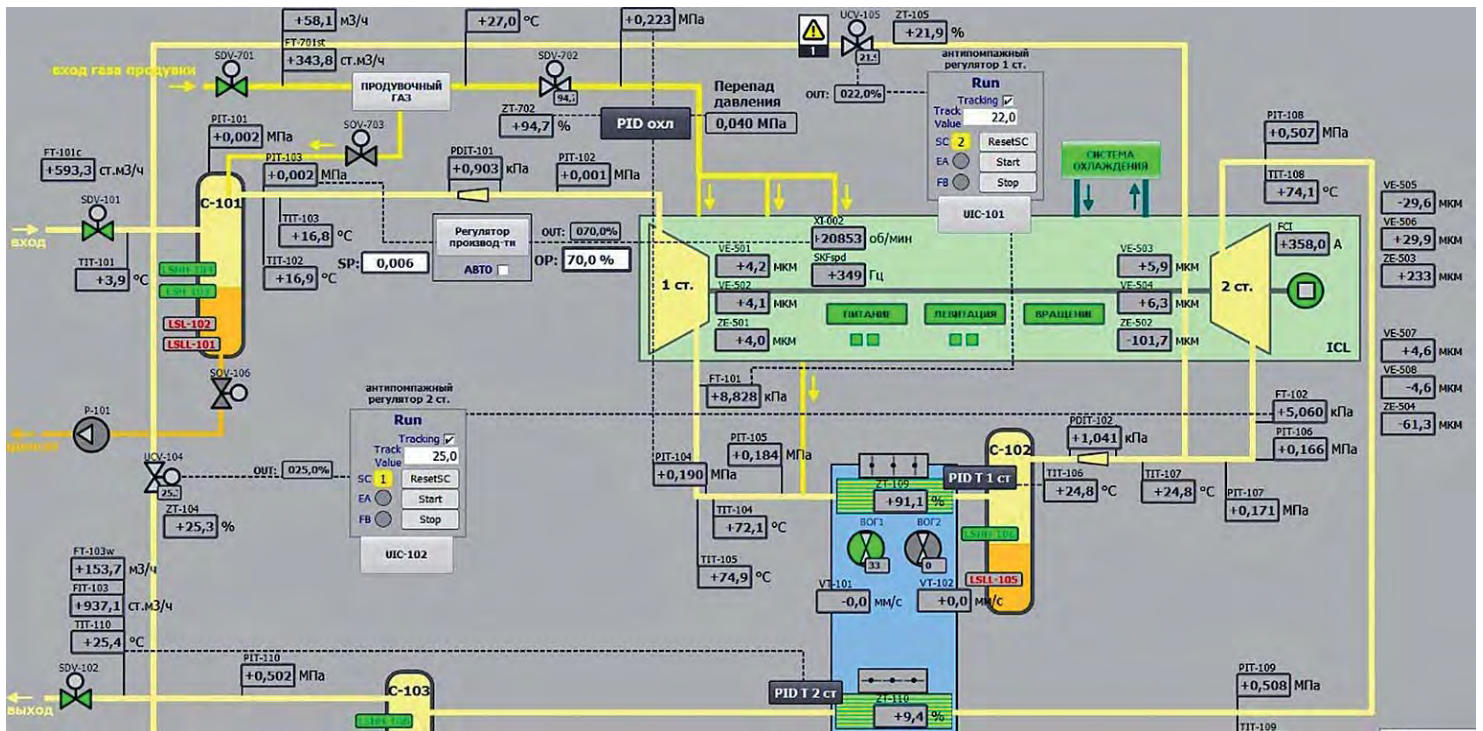 +58,1 м3/ч
FT-701st
+343,8 ст.м3/ч
+27,0 °C
+0,223 МПа
SDV-701
SDV-702
94,7
вход газа продувки
ПРОДУВОЧНЫЙ
ГАЗ
ZT-702
+94,7 %
PID охл
Перепад
давления
0,040 МПа
1
UCV-105
ZT-105
+21,9 %
OUT: 022,0%
антипомпажный
регулятор 1 ст.
Run
Tracking
Track
Value
22,0
SC 2 ResetSC
EA Start
FB Stop
UIC-101
СИСТЕМА
ОХЛАЖДЕНИЯ
PIT-108
+0,507 МПа
TIT-108
+74,1 °C
VE-505
-29,6 мкм
VE-506
+29,9 мкм
ZE-503
+233 мкм
VE-507
+4,6 мкм
VE-508
-4,6 мкм
ZE-504
-61,3 мкм
PIT-101
+0,002 МПа
SOV-703
PIT-103
+0,002 МПа
PDIT-101
+0,903 кПа
PIT-102
+0,001 МПа
FT-101c
+593,3 ст.м3/ч
SDV-101
вход
TIT-101
+3,9 °C
C-101
LSH-103
LSL-102
LSLL-101
TIT-103
+16,8 °C
TIT-102
+16,9 °C
Регулятор
производ-ти
АВТО
SP: 0,006
OUT: 070,0%
OP: 70,0 %
XI-002
+20853 об/мин
SKFspd
+349 Гц
1 ст.
VE-501
+4,2 мкм
VE-502
+4,1 мкм
ZE-501
+4,0 мкм
ПИТАНИЕ
ЛЕВИТАЦИЯ
ВРАЩЕНИЕ
VE-503
+5,9 мкм
VE-504
+6,3 мкм
ZE-502
-101,7 мкм
2 ст.
FCI
+358,0 А
ICL
SOV-106
P-101
антипомпажный
регулятор 2 ст.
Run
Tracking
Track
Value
25,0
SC 1 ResetSC
EA Start
FB Stop
UIC-102
UCV-104
OUT: 025,0%
ZT-104
+25,3 %
FT-101
+8,828 кПа
PIT-104
+0,190 МПа
PIT-105
+0,184 МПа
TIT-104
+72,1 °C
TIT-105
+74,9 °C
ZT-109
+91,1 %
PID T 1 ст
ВОГ1
33
ВОГ2
0
VT-101
-0,0 мм/с
VT-102
+0,0 мм/с
C-102
LSLL-105
PDIT-102
+1,041 кПа
TIT-106
+24,8 °C
TIT-107
+24,8 °C
FT-102
+5,060 кПа
PIT-106
+0,166 МПа
PIT-107
+0,171 МПа
FT-103w
+153,7 м3/ч
FIT-103
+937,1 ст.м3/ч
TIT-110
+25,4 °C
SDV-102
выход
PIT-110
+0,502 МПа
C-103
PID T 2 ст
ZT-110
+9,4 %
PIT-109
+0,508 МПа
TIT-109